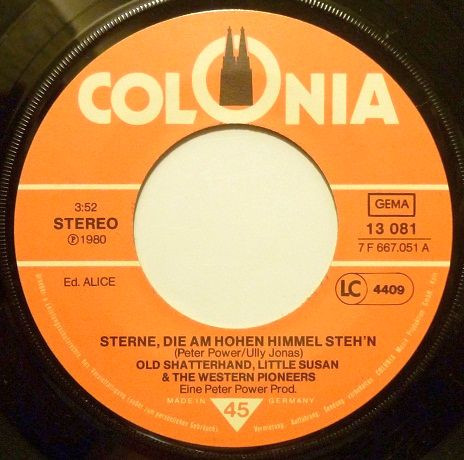 COLONIA
3:52
STEREO
Ⓟ 1980
GEMA
13 081
7 F 667.051 A
Ed. ALICE
LC 4409
STERNE, DIE AM HOHEN HIMMEL STEH'N
(Peter Power/Ully Jonas)
OLD SHATTERHAND, LITTLE SUSAN
& THE WESTERN PIONEERS
Eine Peter Power Prod.
MADE IN 45 GERMANY